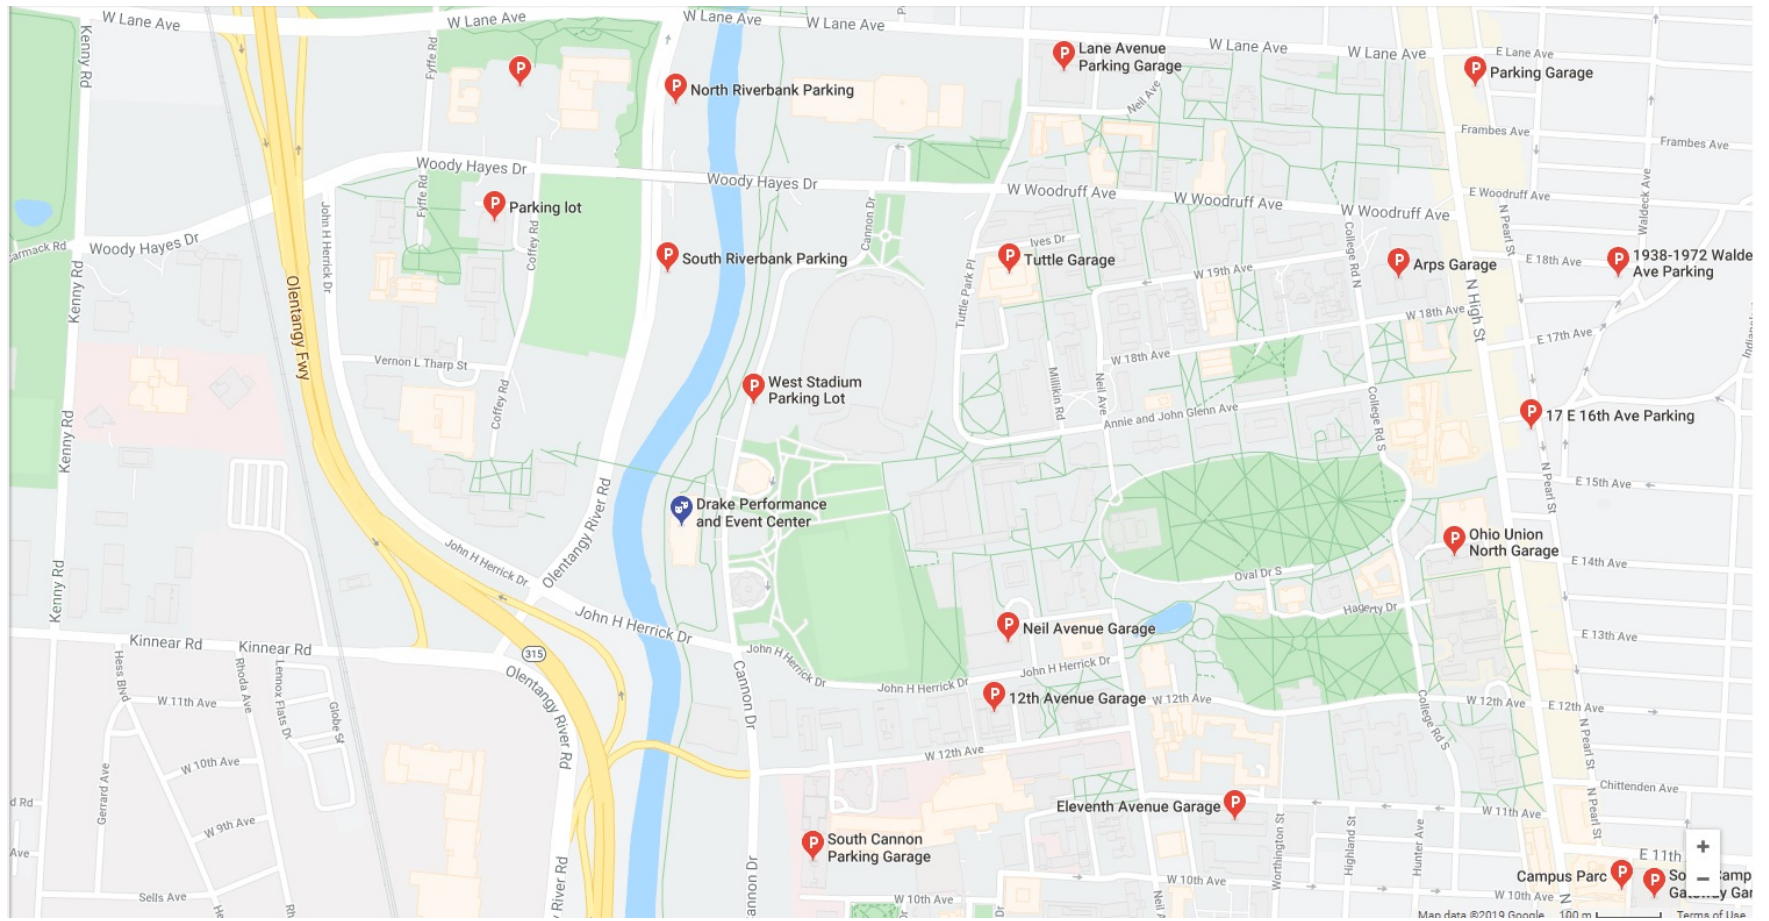 W Lane Ave
W Lane Ave
W Lane Ave
W Lane Ave
W Lane Ave
W Lane Ave
E Lane Ave
Kenny Rd
Fyffe Rd
Lane Avenue
Parking Garage
Parking Garage
North Riverbank Parking
Neil Ave
Frambes Ave
Frambes Ave
Woody Hayes Dr
Woody Hayes Dr
W Woodruff Ave
W Woodruff Ave
W Woodruff Ave
E Woodruff Ave
Fyffe Rd
Parking lot
John H Herrick Dr
Coffey Rd
Cannon Dr
Waldeck Ave
N Pearl St
Carmack Rd
Woody Hayes Dr
South Riverbank Parking
Ives Dr
Tuttle Garage
W 19th Ave
College Rd N
Arps Garage
E 18th Ave
1938-1972 Walde
Ave Parking
Kenny Rd
Olentangy Fwy
Tuttle Park Pl
W 18th Ave
N High St
E 17th Ave
Vernon L Tharp St
W 18th Ave
Millikin Rd
Neil Ave
West Stadium
Parking Lot
Coffey Rd
Annie and John Glenn Ave
College Rd S
17 E 16th Ave Parking
Kenny Rd
N Pearl St
E 15th Ave
Drake Performance
and Event Center
Olentangy River Rd
Ohio Union
North Garage
John H Herrick Dr
E 14th Ave
Oval Dr S
Kenny Rd
Hagerty Dr
John H Herrick Dr
Neil Avenue Garage
Kinnear Rd
Kinnear Rd
E 13th Ave
315
John H Herrick Dr
John H Herrick Dr
John H Herrick Dr
Hess Blvd
Rhoda Ave
Lennox Flats Dr
Olentangy River Rd
Cannon Dr
12th Avenue Garage
W 12th Ave
W 11th Ave
Globe St
E 12th Ave
College Rd S
N Pearl St
W 12th Ave
W 10th Ave
Chittenden Ave
Gerrard Ave
d Rd
Eleventh Avenue Garage
W 11th Ave
N Pearl St
W 9th Ave
South Cannon
Parking Garage
Worthington St
Highland St
Hunter Ave
E 11th
Ave
River Rd
Cannon Dr
W 10th Ave
Campus Parc
Sells Ave
W 10th Ave
W 10th Ave
Map data ©2019 Google
100 m
Terms of Use